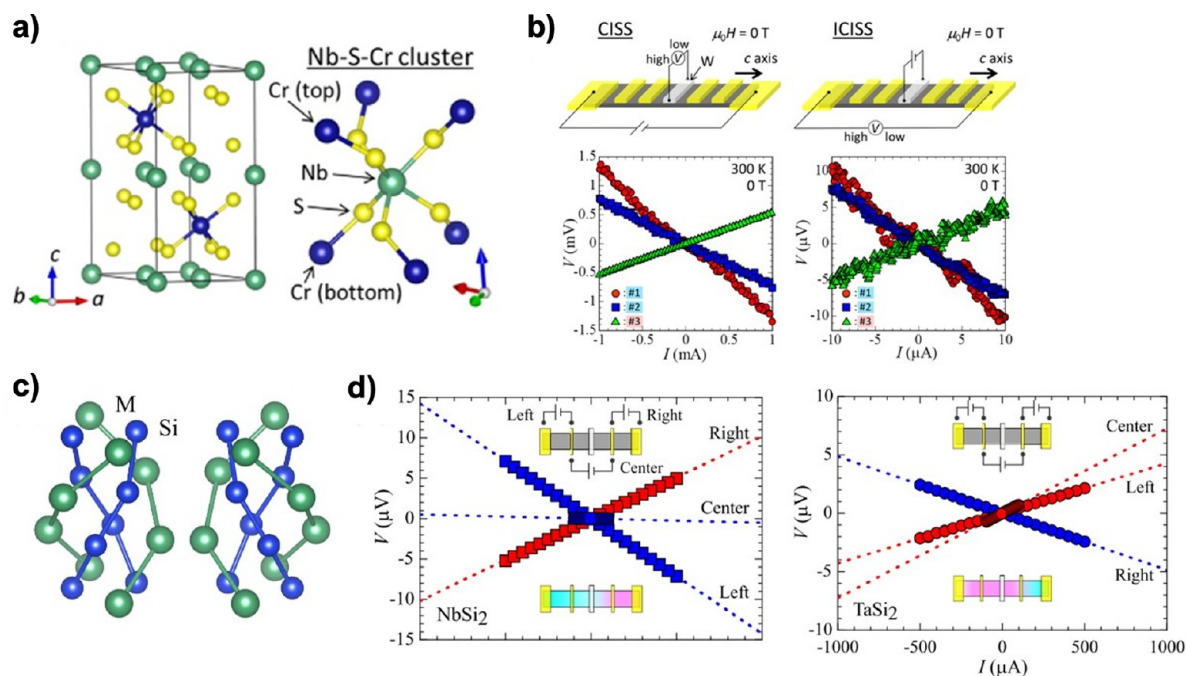 a)
Nb-S-Cr cluster
Cr (top)
Nb
S
Cr (bottom)
c
b
a
b)
CISS
μ0H = 0 T
low
high
V
W
c axis
ICISS
μ0H = 0 T
c axis
high
V
low
1.5
1
0.5
0
-0.5
-1
-1.5
V (mV)
300 K
0 T
: #1
: #2
: #3
-1
-0.5
0
0.5
1
I (mA)
10
5
0
-5
-10
V (μV)
300 K
0 T
: #1
: #2
: #3
-10
-5
0
5
10
I (μA)
c)
M
Si
d)
15
10
5
0
-5
-10
15
V (μV)
Left
Right
Center
Right
Center
Left
NbSi2
10
5
0
-5
-10
V (μV)
Center
Left
Right
TaSi2
-1000
-500
0
500
1000
I (μA)